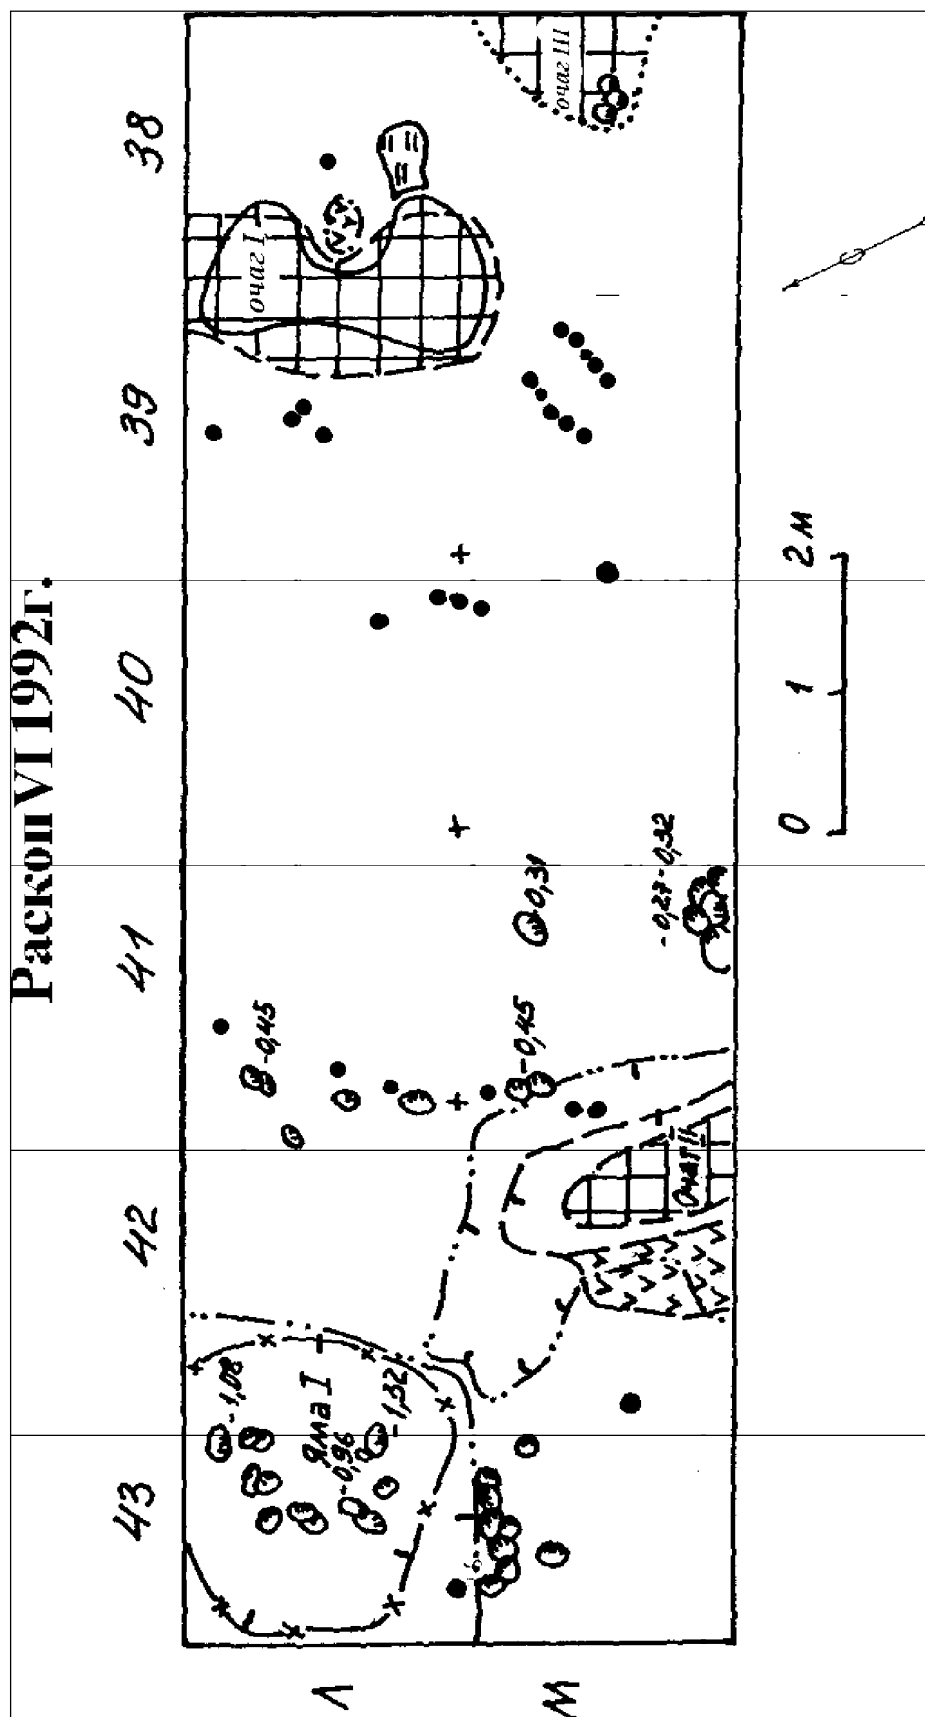 Раскоп VI 1992г.
43
42
41
40
39
38
Л
М
-1,08
яма I
-0,96
-1,32
-0,45
-0,45
-0,31
-0,27-0,32
очаг I
очаг II
очаг III
0 1 2 м
С